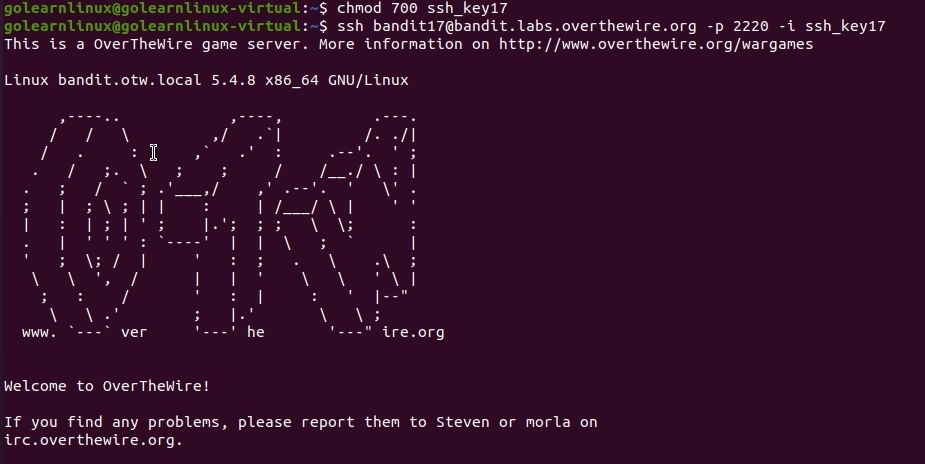 golearnlinux@golearnlinux-virtual:~$ chmod 700 ssh_key17
golearnlinux@golearnlinux-virtual:~$ ssh bandit17@bandit.labs.overthewire.org -p 2220 -i ssh_key17
This is a OverTheWire game server. More information on http://www.overthewire.org/wargames
Linux bandit.otw.local 5.4.8 x86_64 GNU/Linux
www. `---` ver '---' he '---" ire.org
Welcome to OverTheWire!
If you find any problems, please report them to Steven or morla on
irc.overthewire.org.